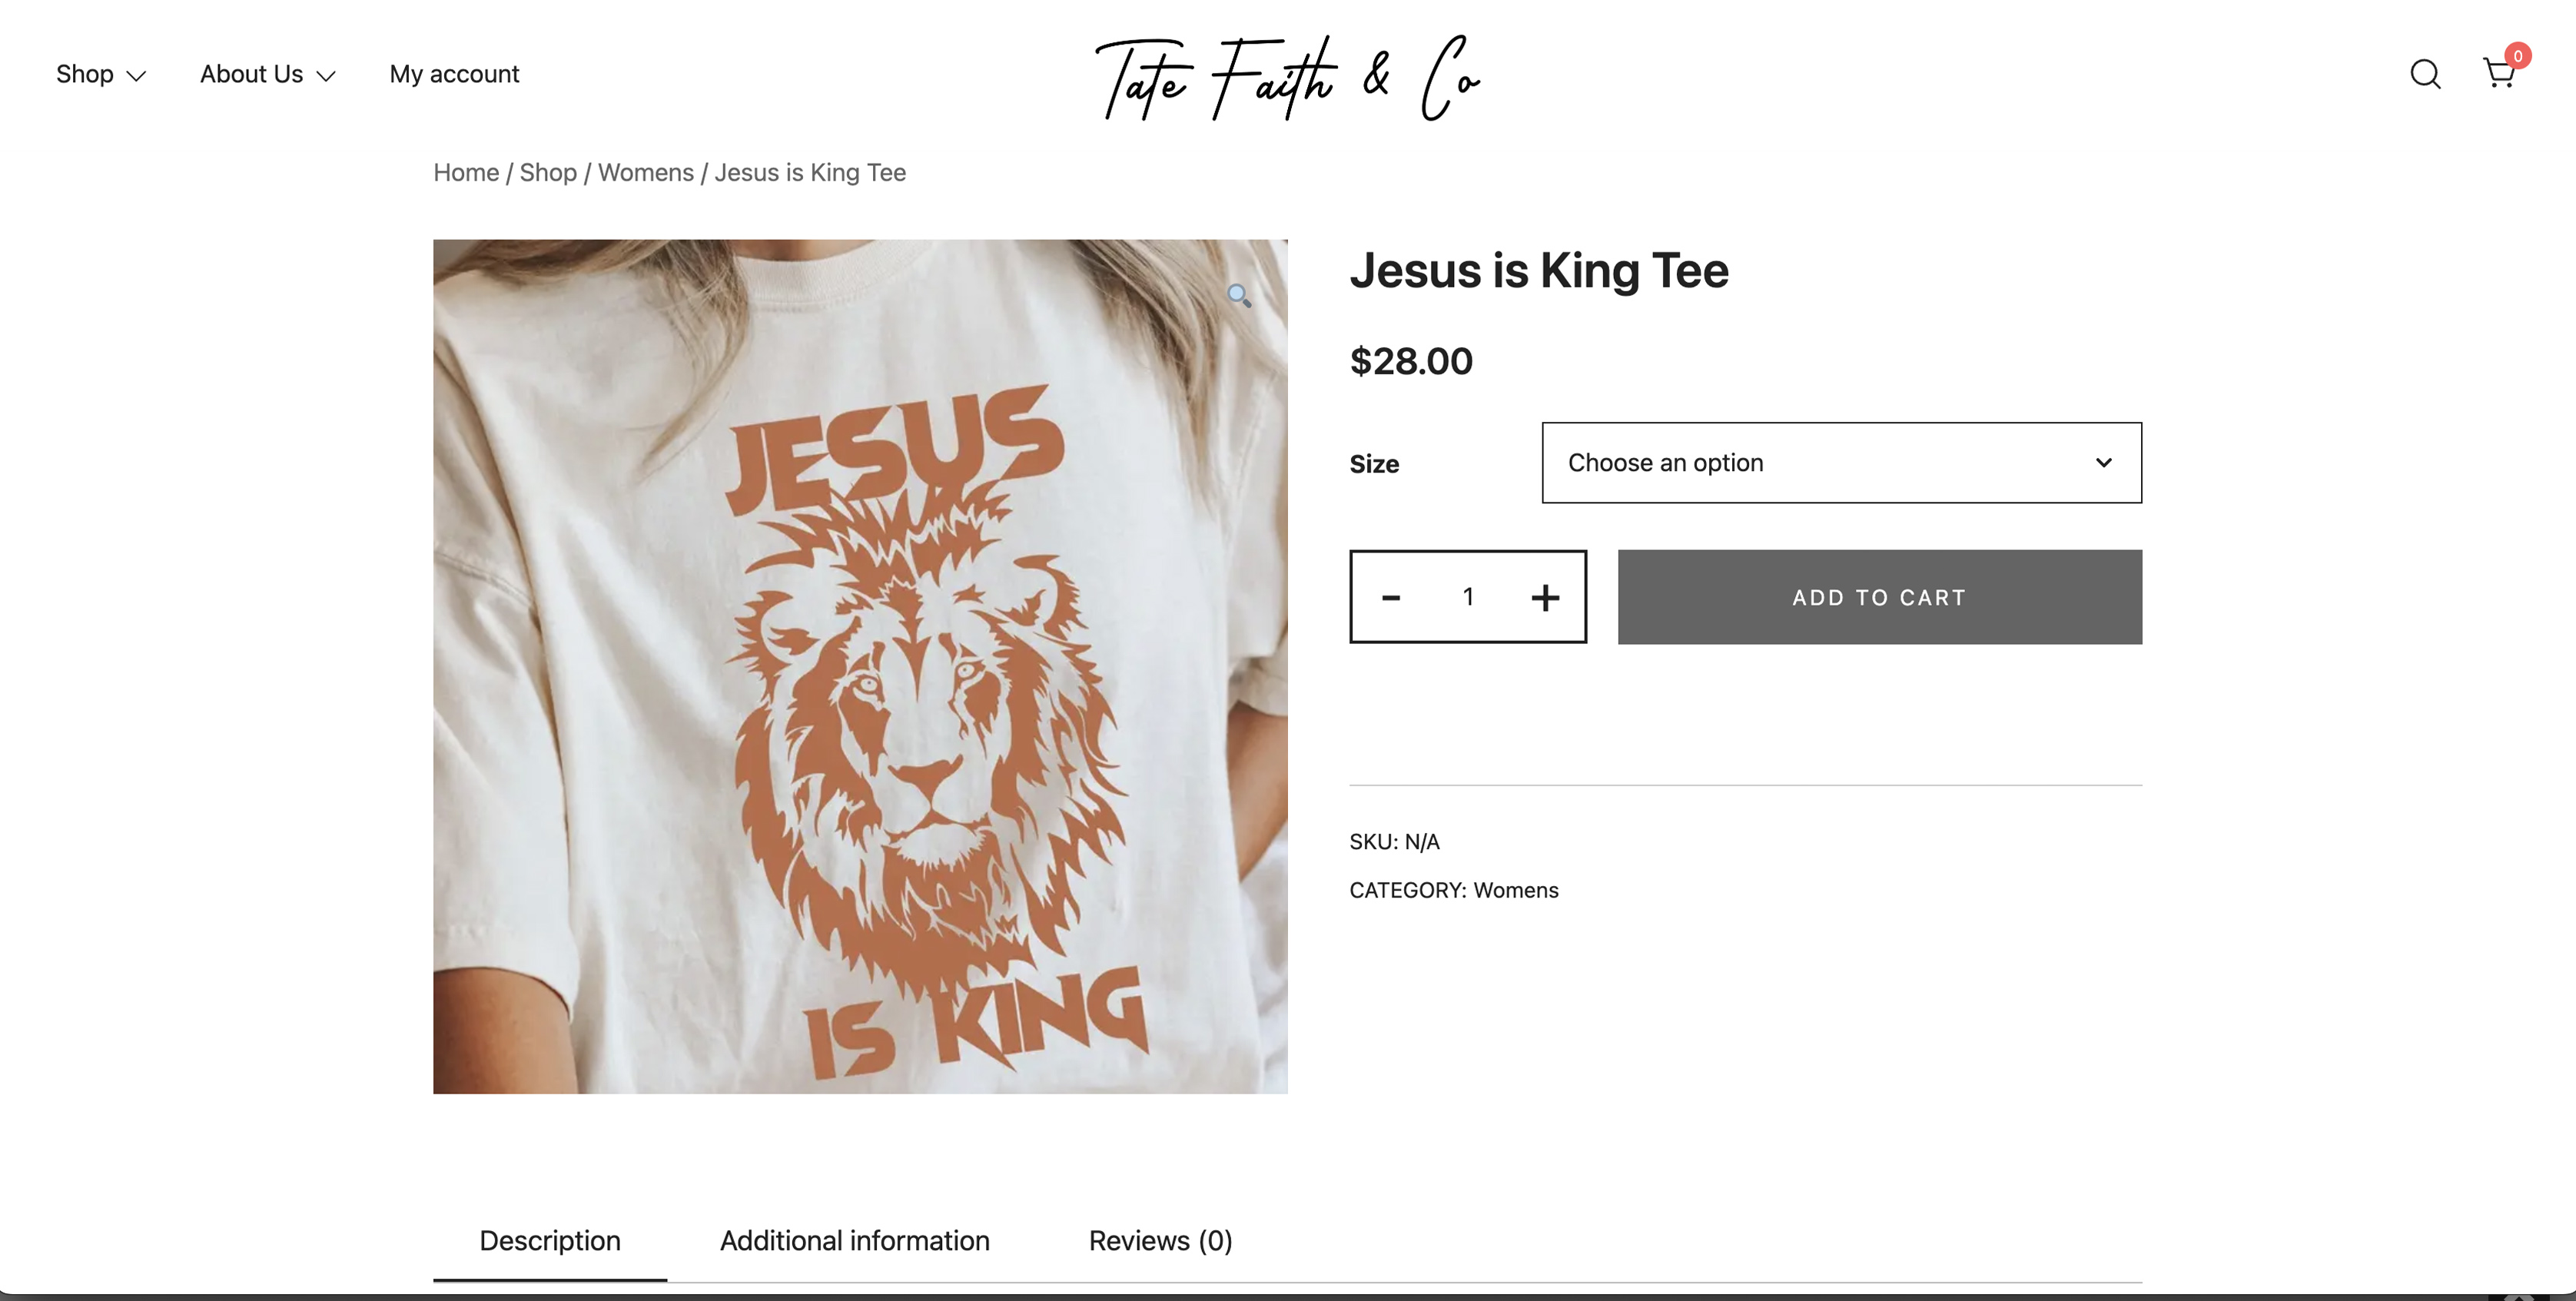 Shop
About Us
My account
Tate Faith & Co
0
Home / Shop / Womens / Jesus is King Tee
JESUS
IS KING
Jesus is King Tee
$28.00
Size
Choose an option
- 1 +
ADD TO CART
SKU: N/A
CATEGORY: Womens
Description
Additional information
Reviews (0)